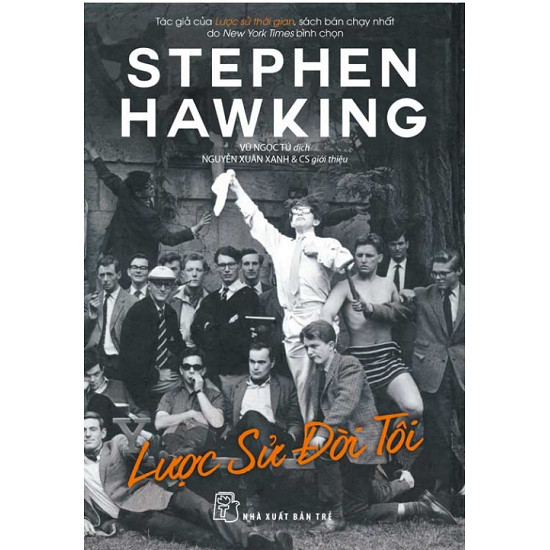 Tác giả của Lược sử thời gian, sách bán chạy nhất
do New York Times bình chọn
STEPHEN
HAWKING
VŨ NGỌC TÚ dịch
NGUYỄN XUÂN XANH & CS giới thiệu
Lược Sử Đời Tôi
NHÀ XUẤT BẢN TRẺ